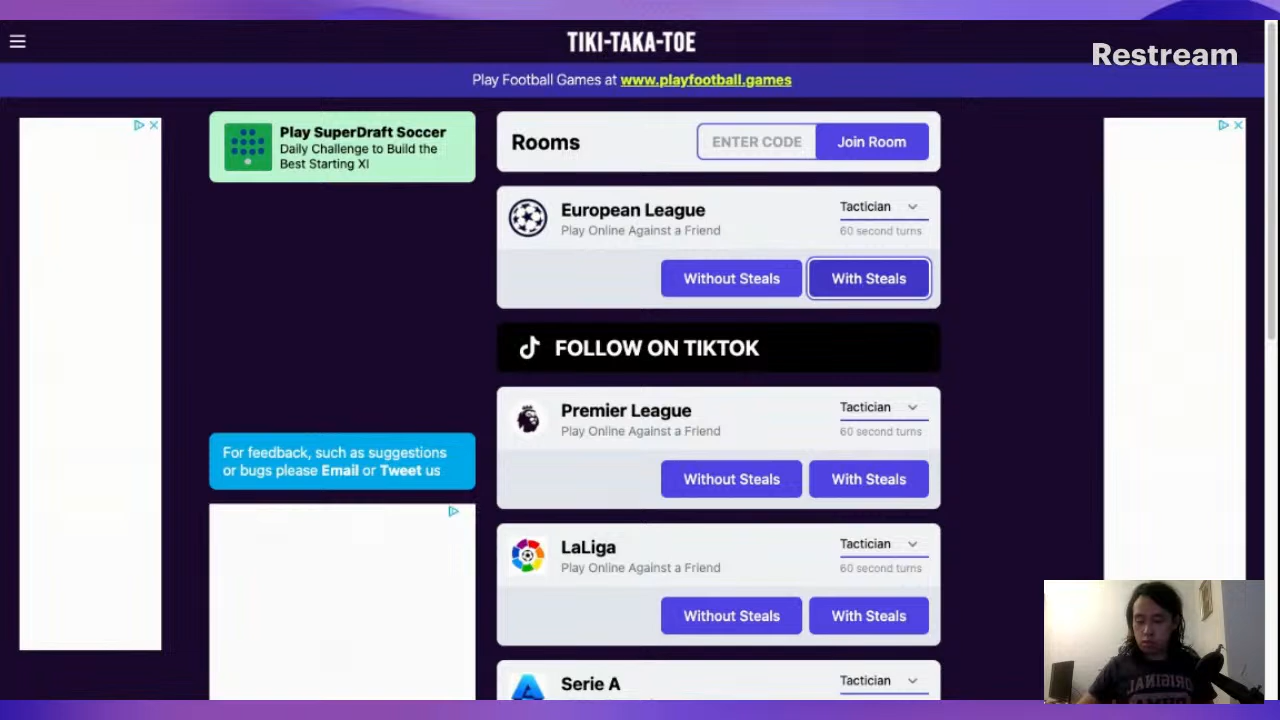 TIKI-TAKA-TOE
Restream
Play Football Games at www.playfootball.games
Play SuperDraft Soccer
Daily Challenge to Build the
Best Starting XI
Rooms
ENTER CODE
Join Room
European League
Play Online Against a Friend
Tactician
60 second turns
Without Steals
With Steals
FOLLOW ON TIKTOK
Premier League
Play Online Against a Friend
Tactician
60 second turns
Without Steals
With Steals
For feedback, such as suggestions
or bugs please Email or Tweet us
LaLiga
Play Online Against a Friend
Tactician
60 second turns
Without Steals
With Steals
Serie A
Tactician